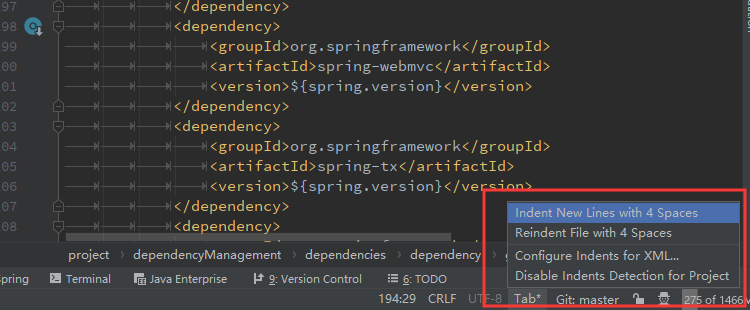 97 </dependency>
98 <dependency>
99 <groupId>org.springframework</groupId>
00 <artifactId>spring-webmvc</artifactId>
01 <version>${spring.version}</version>
02 </dependency>
03 <dependency>
04 <groupId>org.springframework</groupId>
05 <artifactId>spring-tx</artifactId>
06 <version>${spring.version}</version>
07 </dependency>
08 <dependency>
Indent New Lines with 4 Spaces
Reindent File with 4 Spaces
Configure Indents for XML...
Disable Indents Detection for Project
project dependencyManagement dependencies dependency
Spring Terminal Java Enterprise 9: Version Control 6: TODO
194:29 CRLF UTF-8 Tab* Git: master 275 of 1466